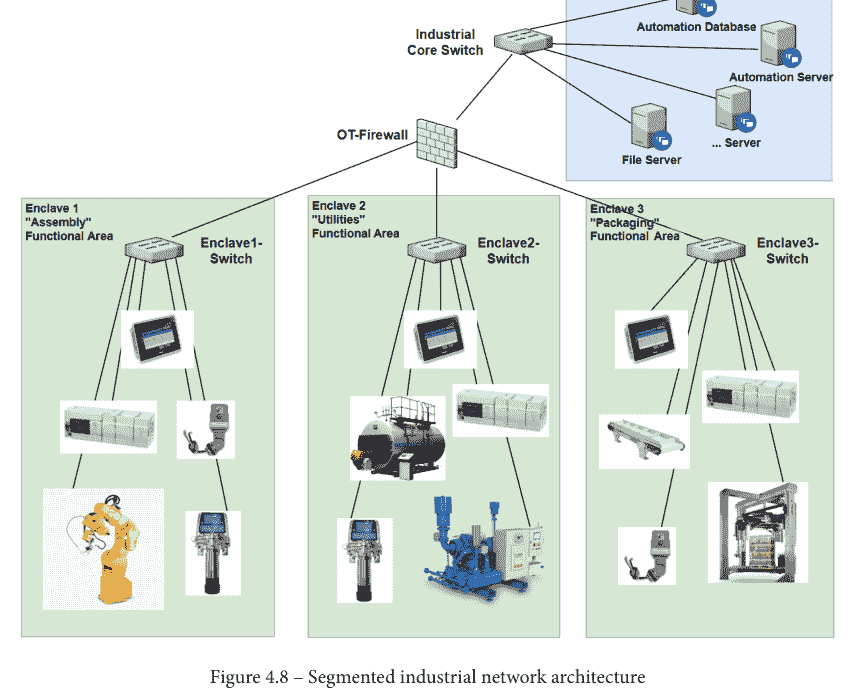 Industrial
Core Switch
Automation Database
Automation Server
... Server
File Server
OT-Firewall
Enclave 1
"Assembly"
Functional Area
Enclave1-
Switch
Enclave 2
"Utilities"
Functional Area
Enclave2-
Switch
Enclave 3
"Packaging"
Functional Area
Enclave3-
Switch
Figure 4.8 – Segmented industrial network architecture